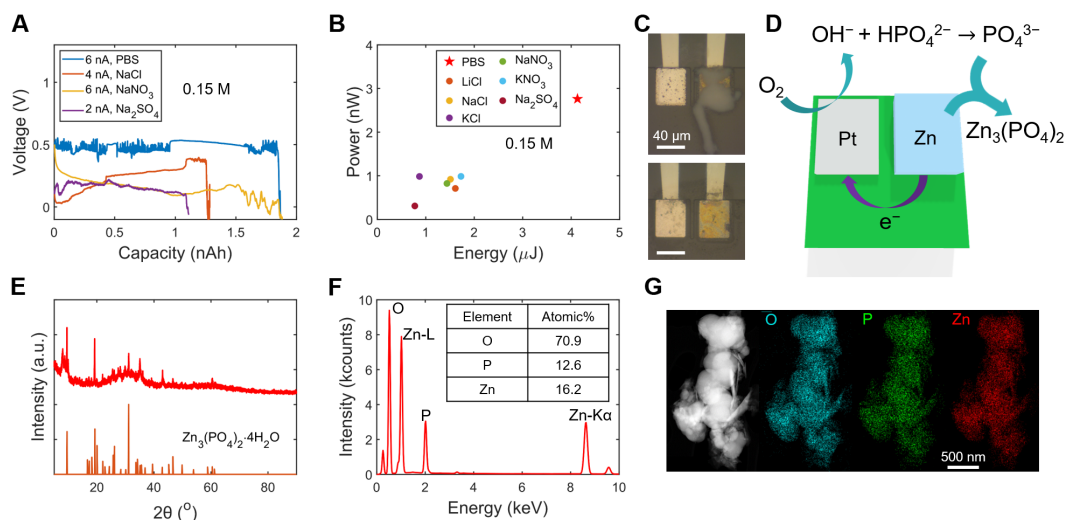 A
Voltage (V)
1
0.5
0
6 nA, PBS
4 nA, NaCl
6 nA, NaNO₃
2 nA, Na₂SO₄
0.15 M
0 0.5 1 1.5 2
Capacity (nAh)
B
Power (nW)
4
3
2
1
0
PBS
LiCl
NaCl
KCl
NaNO₃
KNO₃
Na₂SO₄
0.15 M
0 1 2 3 4 5
Energy (μJ)
C
40 μm
D
OH⁻ + HPO₄²⁻ → PO₄³⁻
O₂
Zn₃(PO₄)₂
Pt
Zn
e⁻
E
Intensity (a.u.)
Zn₃(PO₄)₂·4H₂O
20 40 60 80
2θ (°)
F
Intensity (kcounts)
10
8
6
4
2
0
O
Zn-L
P
Zn-Kα
Element Atomic%
O 70.9
P 12.6
Zn 16.2
0 2 4 6 8 10
Energy (keV)
G
O
P
Zn
500 nm